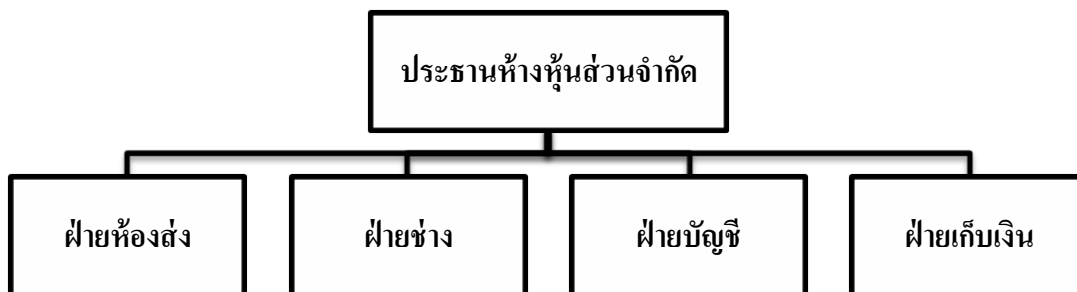 ประธานห้างหุ้นส่วนจำกัด
ฝ่ายห้องส่ง
ฝ่ายช่าง
ฝ่ายบัญชี
ฝ่ายเก็บเงิน